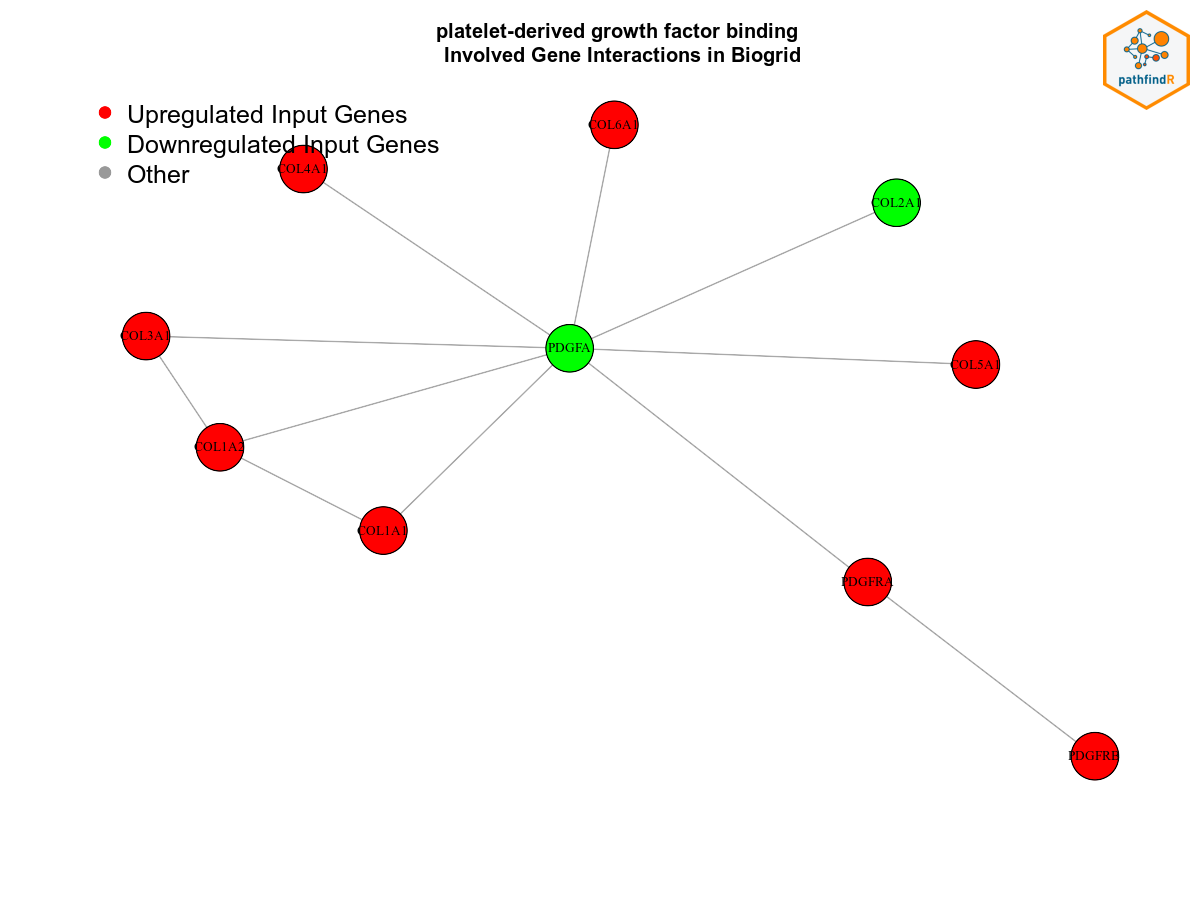 platelet-derived growth factor binding
Involved Gene Interactions in Biogrid
pathfindR
Upregulated Input Genes
Downregulated Input Genes
Other
COL6A1
COL4A1
COL2A1
COL3A1
PDGFA
COL5A1
COL1A2
COL1A1
PDGFRA
PDGFRB